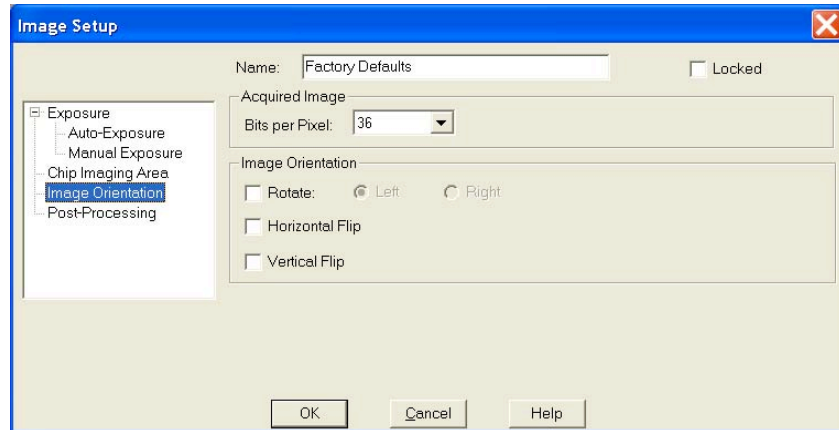 Image Setup
Name: Factory Defaults
Locked
Exposure
Auto-Exposure
Manual Exposure
Chip Imaging Area
Image Orientation
Post-Processing
Acquired Image
Bits per Pixel: 36
Image Orientation
Rotate: Left Right
Horizontal Flip
Vertical Flip
OK Cancel Help